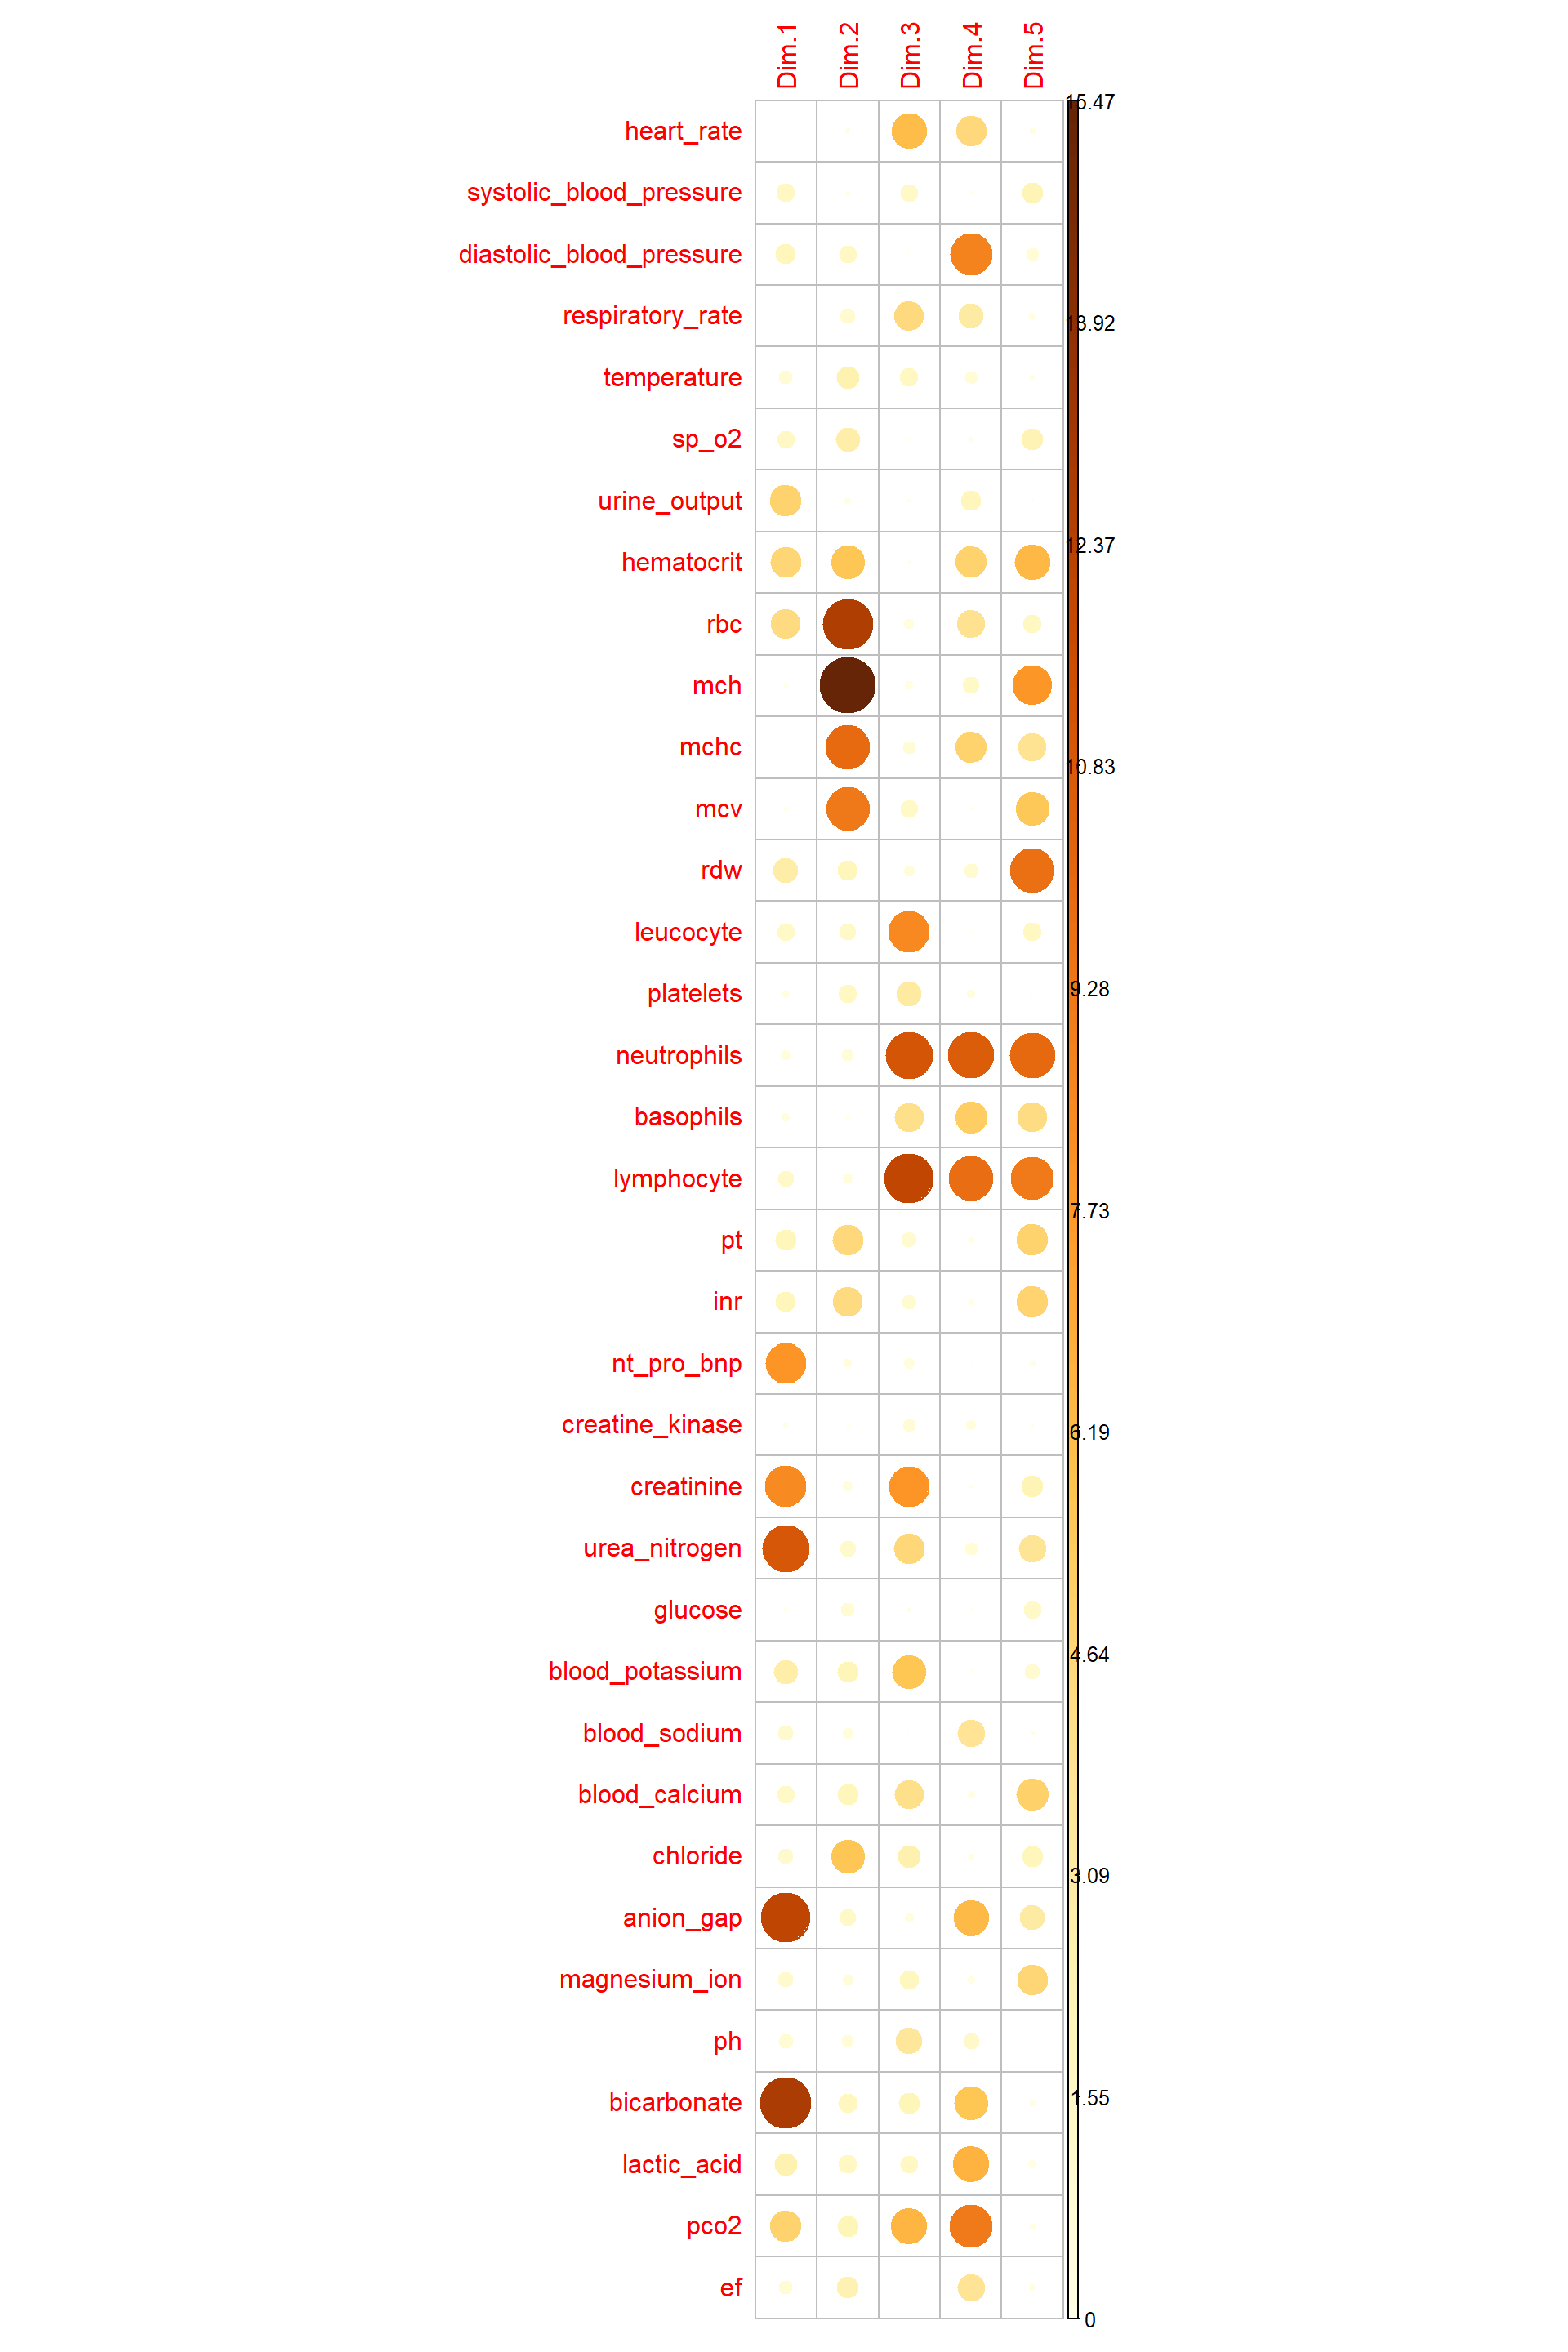 Dim.1 Dim.2 Dim.3 Dim.4 Dim.5
15.47
heart_rate
systolic_blood_pressure
diastolic_blood_pressure
respiratory_rate
13.92
temperature
sp_o2
urine_output
12.37
hematocrit
rbc
mch
mchc
10.83
mcv
rdw
leucocyte
9.28
platelets
neutrophils
basophils
lymphocyte
7.73
pt
inr
nt_pro_bnp
creatine_kinase
6.19
creatinine
urea_nitrogen
glucose
4.64
blood_potassium
blood_sodium
blood_calcium
chloride
3.09
anion_gap
magnesium_ion
ph
1.55
bicarbonate
lactic_acid
pco2
ef
0